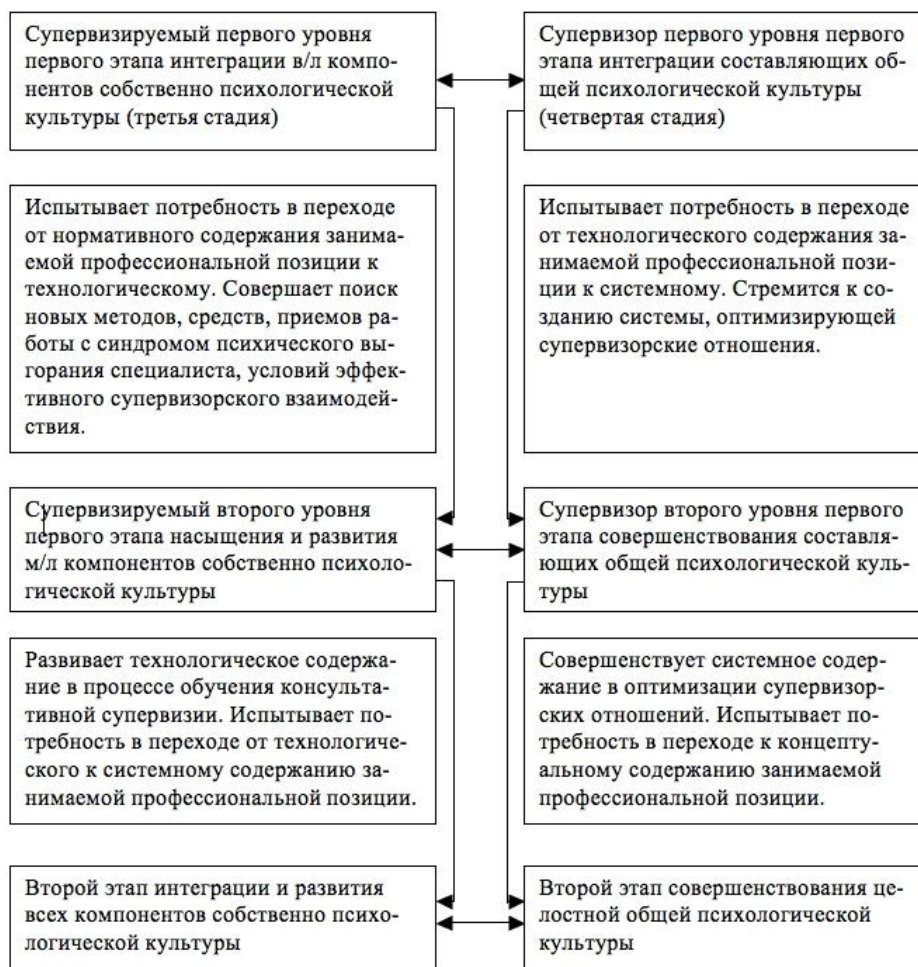 Супервизируемый первого уровня
первого этапа интеграции в/л компо-
нентов собственно психологической
культуры (третья стадия)
Супервизор первого уровня первого
этапа интеграции составляющих об-
щей психологической культуры
(четвертая стадия)
Испытывает потребность в переходе
от нормативного содержания занима-
емой профессиональной позиции к
технологическому. Совершает поиск
новых методов, средств, приемов ра-
боты с синдромом психического вы-
горания специалиста, условий эффек-
тивного супервизорского взаимодей-
ствия.
Испытывает потребность в переходе
от технологического содержания за-
нимаемой профессиональной пози-
ции к системному. Стремится к со-
зданию системы, оптимизирующей
супервизорские отношения.
Супервизируемый второго уровня
первого этапа насыщения и развития
м/л компонентов собственно психоло-
гической культуры
Супервизор второго уровня первого
этапа совершенствования составля-
ющих общей психологической куль-
туры
Развивает технологическое содержа-
ние в процессе обучения консульта-
тивной супервизии. Испытывает по-
требность в переходе от технологиче-
ского к системному содержанию за-
нимаемой профессиональной позиции.
Совершенствует системное содер-
жание в оптимизации супервизор-
ских отношений. Испытывает по-
требность в переходе к концепту-
альному содержанию занимаемой
профессиональной позиции.
Второй этап интеграции и развития
всех компонентов собственно психо-
логической культуры
Второй этап совершенствования це-
лостной общей психологической
культуры